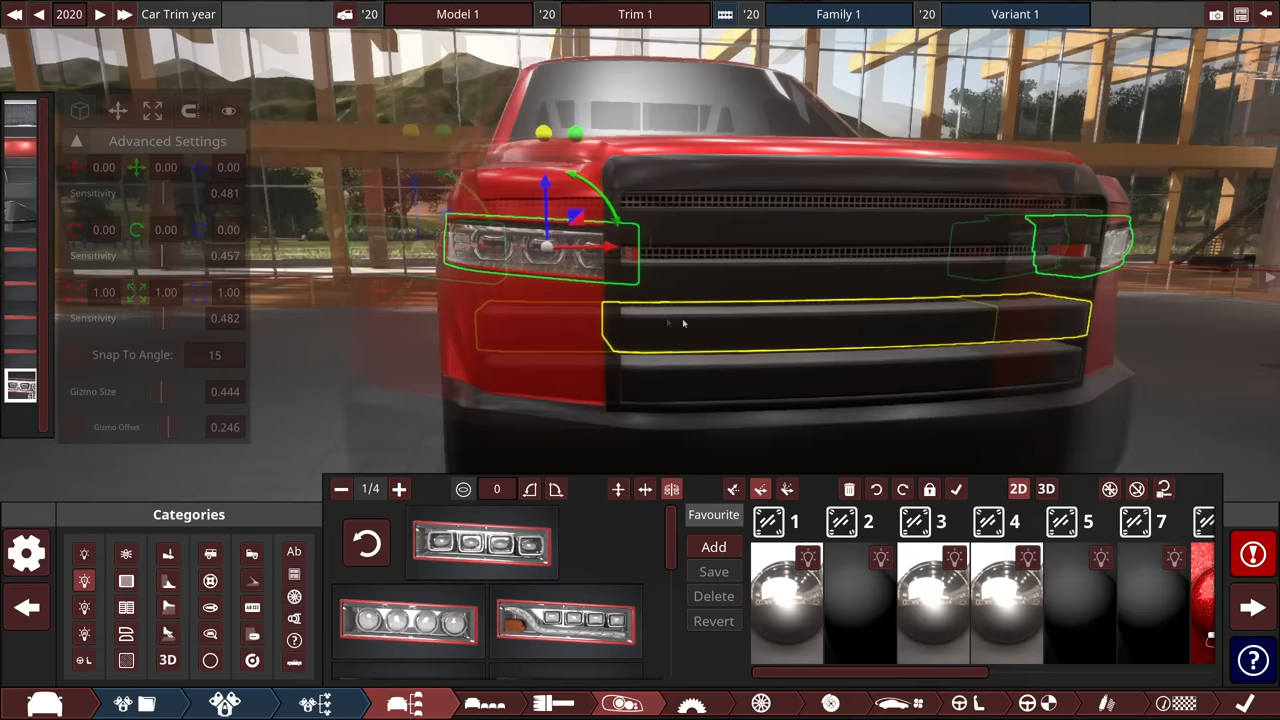 2020 Car Trim year '20 Model 1 '20 Trim 1 '20 Family 1 '20 Variant 1
Advanced Settings
0.00 0.00 0.00
Sensitivity 0.481
0.00 0.00 0.00
Sensitivity 0.457
1.00 1.00 1.00
Sensitivity 0.482
Snap To Angle: 15
Gizmo Size 0.444
Gizmo Offset 0.246
1/4 0 2D 3D
Categories
Favourite
1 2 3 4 5 7
Add
Save
Delete
Revert
Ab
L
3D
?
!
?